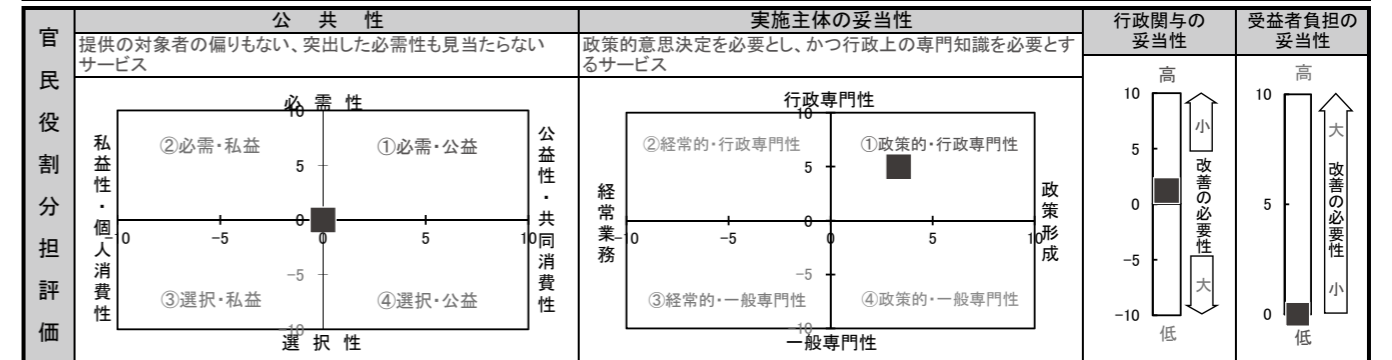 官民役割分担評価
公共性
実施主体の妥当性
行政関与の
妥当性
受益者負担の
妥当性
提供の対象者の偏りもない、突出した必需性も見当たらない
サービス
政策的意思決定を必要とし、かつ行政上の専門知識を必要とす
るサービス
必需性
10
②必需・私益
①必需・公益
私益性・個人消費性
公益性・共同消費性
5
0
-10
-5
0
5
10
-5
③選択・私益
④選択・公益
-10
選択性
行政専門性
10
②経常的・行政専門性
①政策的・行政専門性
5
経常業務
政策形成
0
-10
-5
0
5
10
-5
③経常的・一般専門性
④政策的・一般専門性
-10
一般専門性
高
10
5
0
-5
-10
低
小
改善の必要性
大
高
10
5
0
低
大
改善の必要性
小